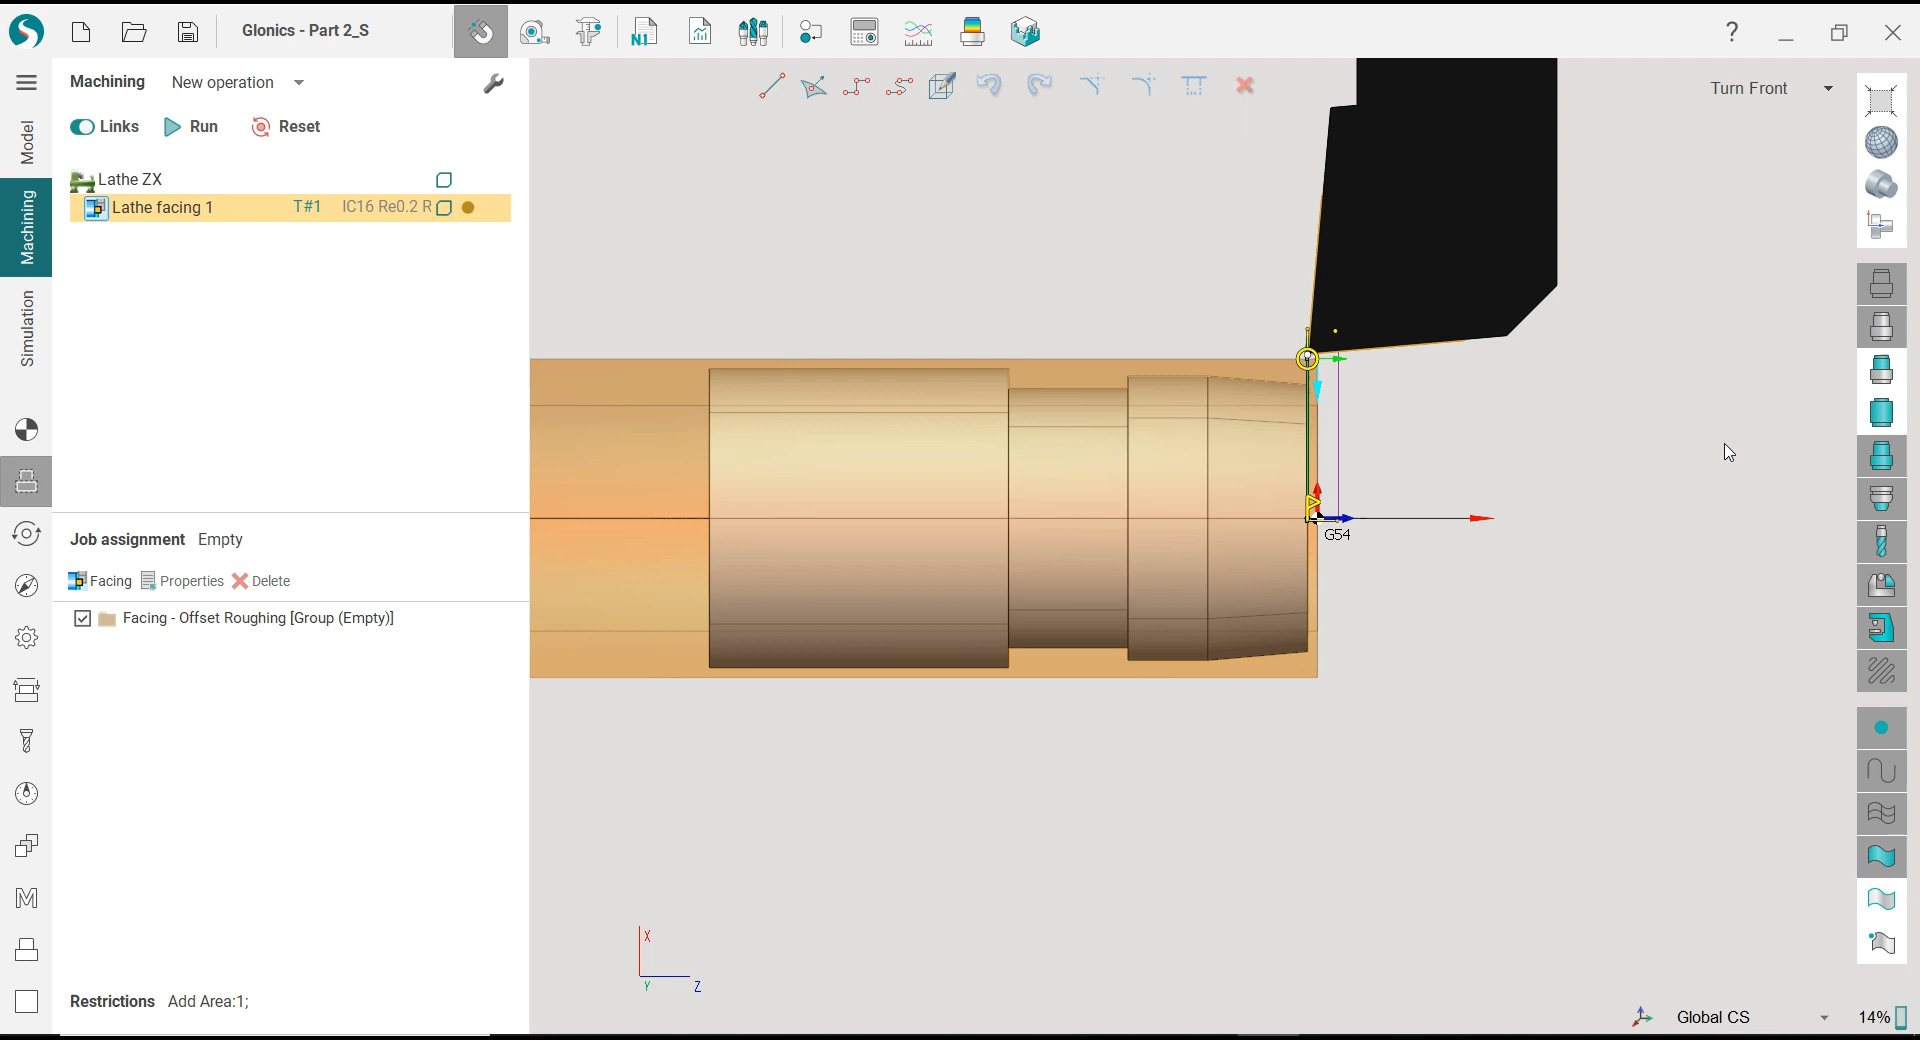 Glonics - Part 2_S
N1
?
Machining New operation
Links Run Reset
Model
Machining
Simulation
Lathe ZX
Lathe facing 1 T#1 IC16 Re0.2 R
Turn Front
G54
Job assignment Empty
Facing Properties Delete
Facing - Offset Roughing [Group (Empty)]
M
X
Y Z
Restrictions Add Area:1;
Global CS 14%